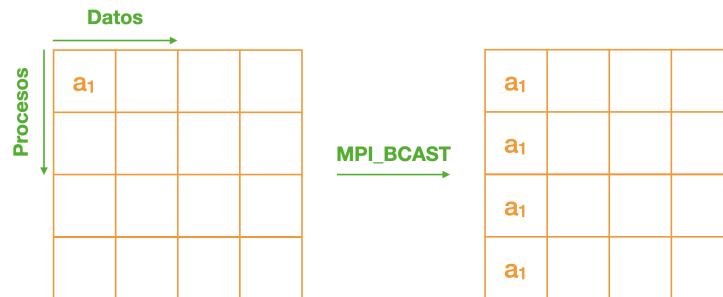 Datos
Procesos
a₁
MPI_BCAST
a₁
a₁
a₁
a₁